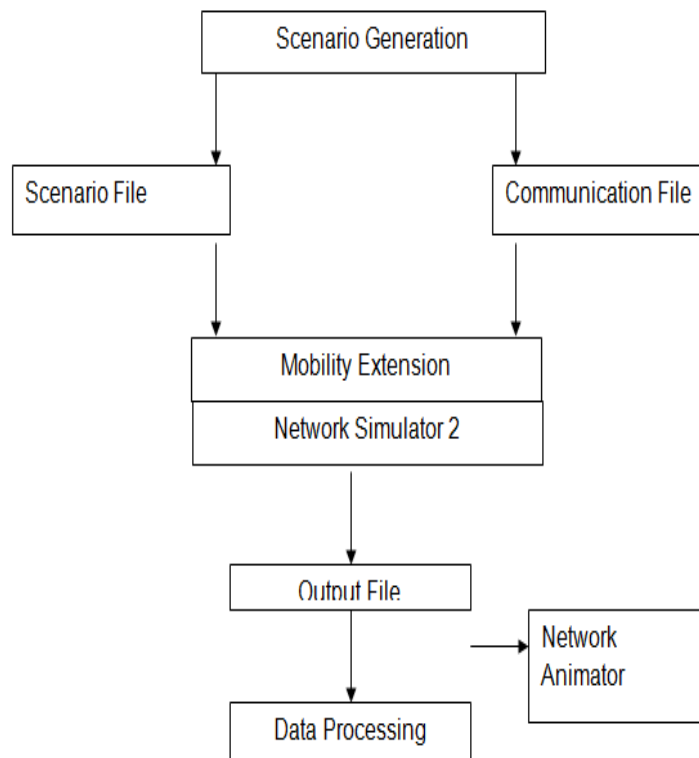 Scenario Generation
Scenario File
Communication File
Mobility Extension
Network Simulator 2
Output File
Network
Animator
Data Processing